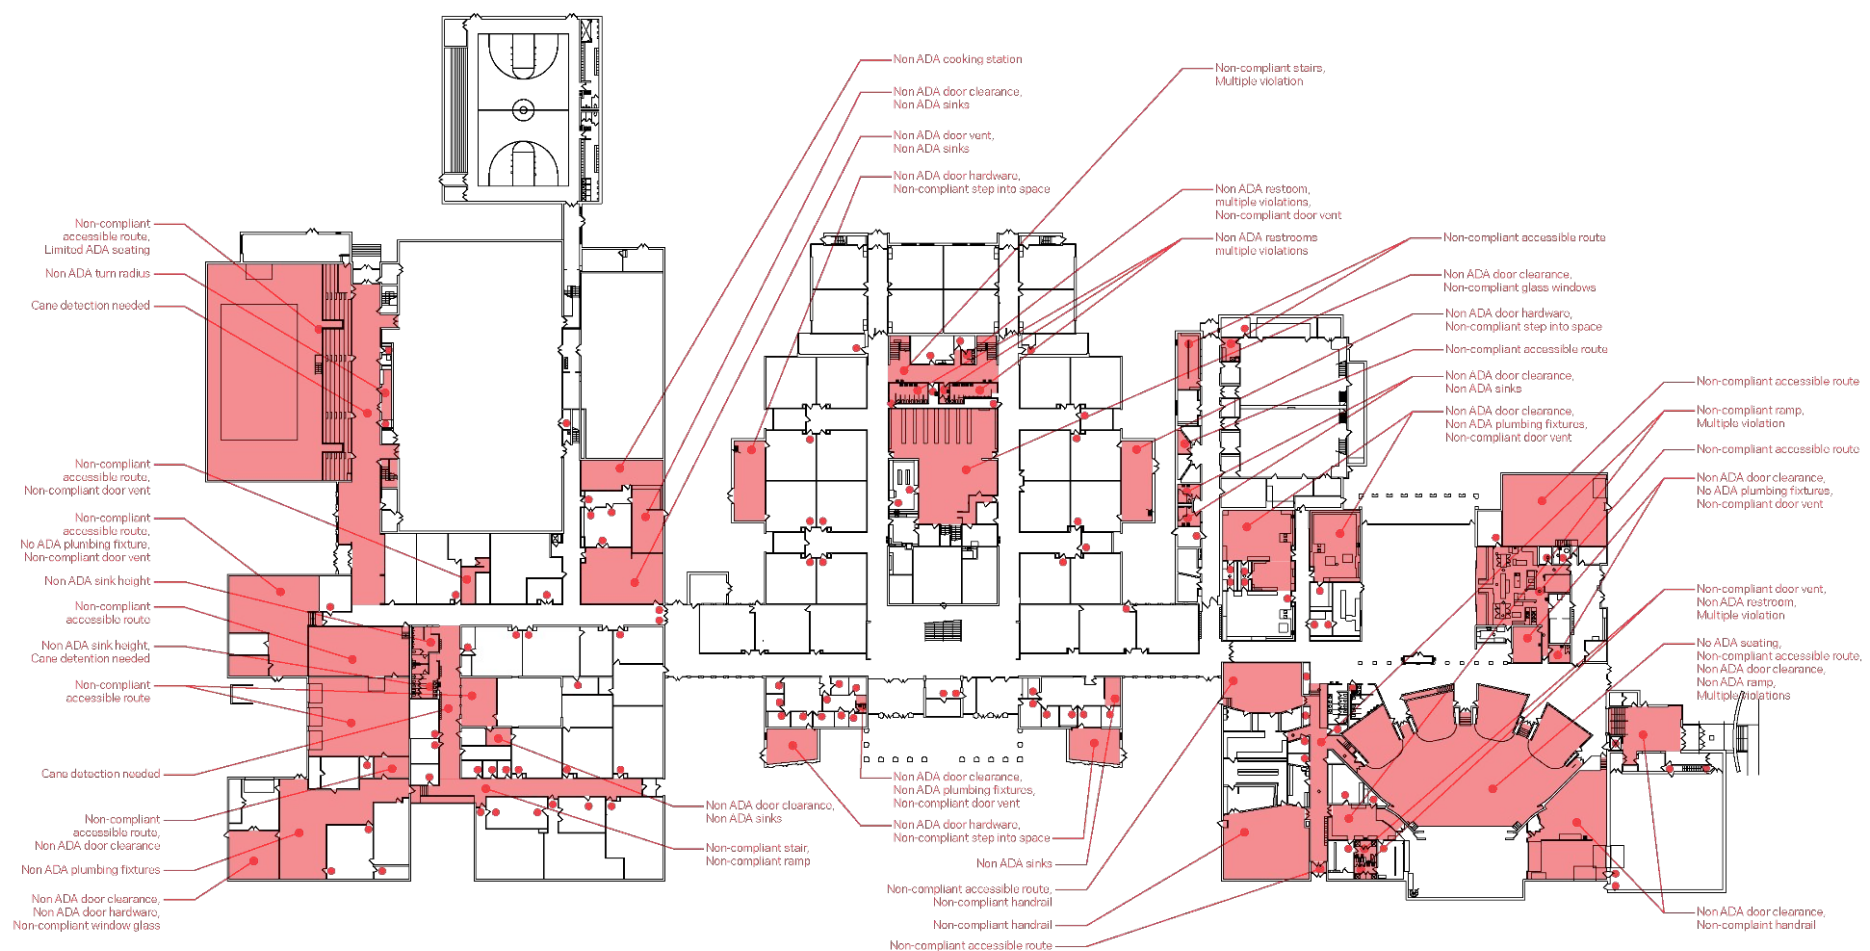 Non ADA cooking station
Non ADA door clearance,
Non ADA sinks
Non ADA door vent,
Non ADA sinks
Non ADA door hardware,
Non-compliant step into space
Non-compliant stairs,
Multiple violation
Non ADA restoom,
multiple violations,
Non-compliant door vent
Non ADA restrooms
multiple violations
Non-compliant accessible route
Non ADA door clearance,
Non-compliant glass windows
Non ADA door hardware,
Non-compliant step into space
Non-compliant accessible route
Non ADA door clearance,
Non ADA sinks
Non ADA door clearance,
Non ADA plumbing fixtures,
Non-compliant door vent
Non-compliant accessible route
Non-compliant ramp,
Multiple violation
Non-compliant accessible route
Non ADA door clearance,
No ADA plumbing fixtures,
Non-compliant door vent
Non-compliant door vent,
Non ADA restroom,
Multiple violation
No ADA seating,
Non-compliant accessible route,
Non ADA door clearance,
Non ADA ramp,
Multiple violations
Non ADA door clearance,
Non-complaint handrail
Non-compliant
accessible route,
Limited ADA seating
Non ADA turn radius
Cane detection needed
Non-compliant
accessible route,
Non-compliant door vent
Non-compliant
accessible route,
No ADA plumbing fixture,
Non-compliant door vent
Non ADA sink height
Non-compliant
accessible route
Non ADA sink height,
Cane detention needed
Non-compliant
accessible route
Cane detection needed
Non-compliant
accessible route,
Non ADA door clearance
Non ADA plumbing fixtures
Non ADA door clearance,
Non ADA door hardware,
Non-compliant window glass
Non ADA door clearance,
Non ADA sinks
Non-compliant stair,
Non-compliant ramp
Non ADA door clearance,
Non ADA plumbing fixtures,
Non-compliant door vent
Non ADA door hardware,
Non-compliant step into space
Non ADA sinks
Non-compliant accessible route,
Non-compliant handrail
Non-compliant handrail
Non-compliant accessible route